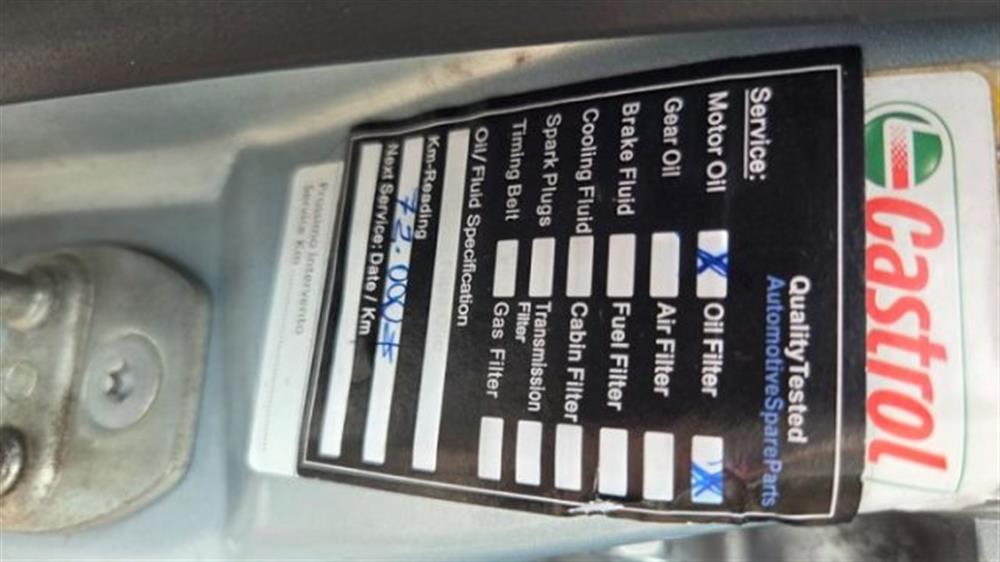 Castrol
QualityTested
AutomotiveSpareParts
Service:
Motor Oil X Oil Filter X
Gear Oil Air Filter
Brake Fluid Fuel Filter
Cooling Fluid Cabin Filter
Spark Plugs Transmission Filter
Timing Belt Gas Filter
Oil/ Fluid Specification
Km-Reading
72.000
Next Service: Date / Km
Prossimo intervento
Service Km